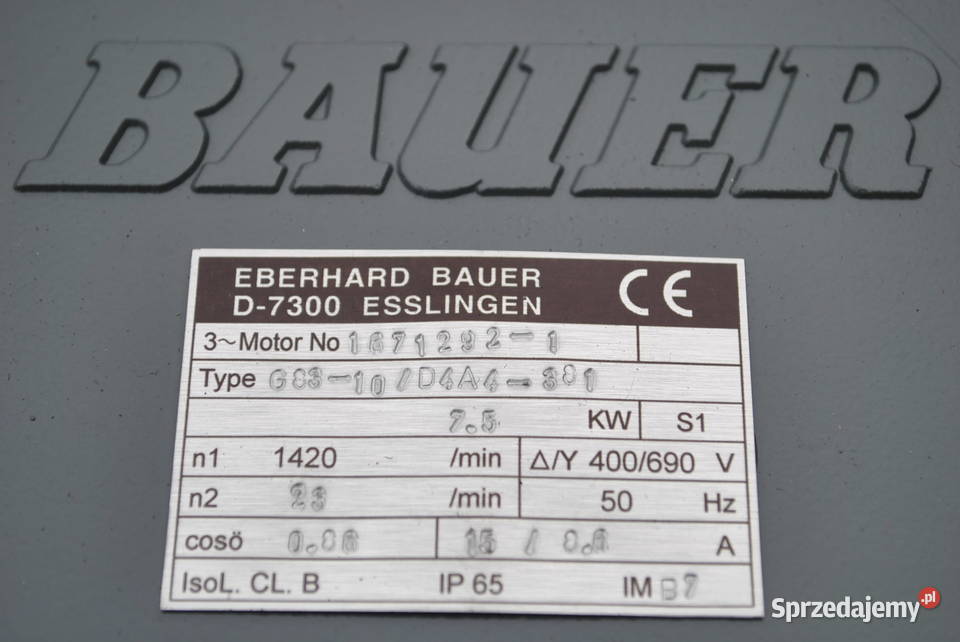 BAUER
EBERHARD BAUER
D-7300 ESSLINGEN
CE
3~Motor No 1671292-1
Type G83-10/D4A4-381
7.5 KW S1
n1 1420 /min Δ/Y 400/690 V
n2 23 /min 50 Hz
cosö 0.86 15 / 8.6 A
IsoL. CL. B IP 65 IM B7
Sprzedajemy.pl